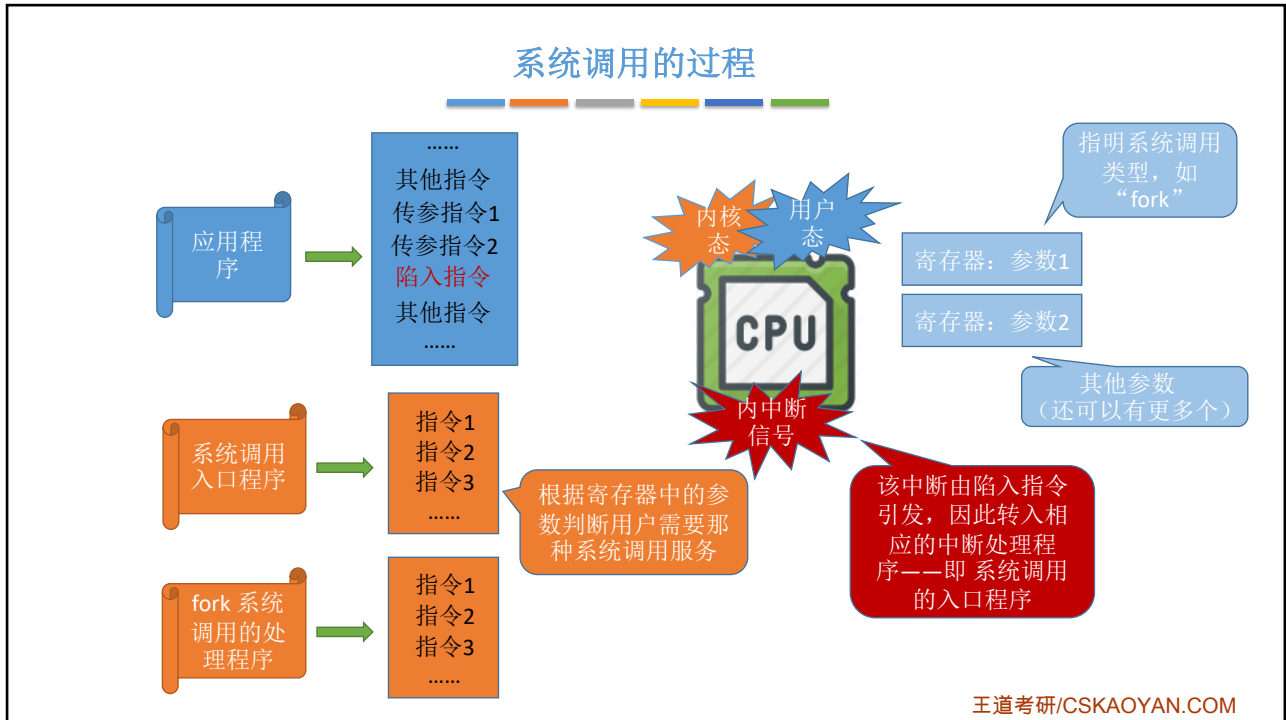 系统调用的过程
应用程
序
……
其他指令
传参指令1
传参指令2
陷入指令
其他指令
……
内核
态
用户
态
CPU
内中断
信号
指明系统调用
类型，如
“fork”
寄存器：参数1
寄存器：参数2
其他参数
（还可以有更多个）
该中断由陷入指令
引发，因此转入相
应的中断处理程
序——即 系统调用
的入口程序
系统调用
入口程序
指令1
指令2
指令3
……
根据寄存器中的参
数判断用户需要那
种系统调用服务
fork 系统
调用的处
理程序
指令1
指令2
指令3
……
王道考研/CSKAOYAN.COM